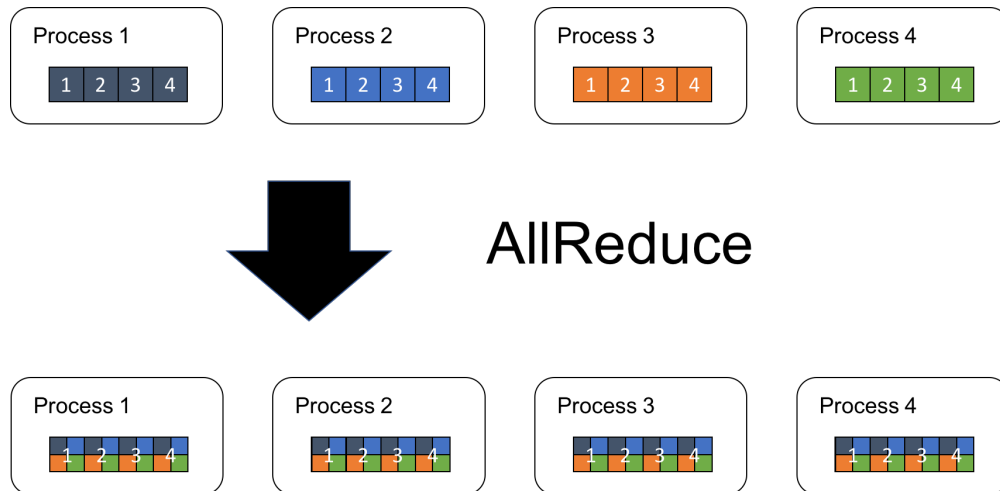 Process 1
1 2 3 4
Process 2
1 2 3 4
Process 3
1 2 3 4
Process 4
1 2 3 4
AllReduce
Process 1
1 2 3 4
Process 2
1 2 3 4
Process 3
1 2 3 4
Process 4
1 2 3 4